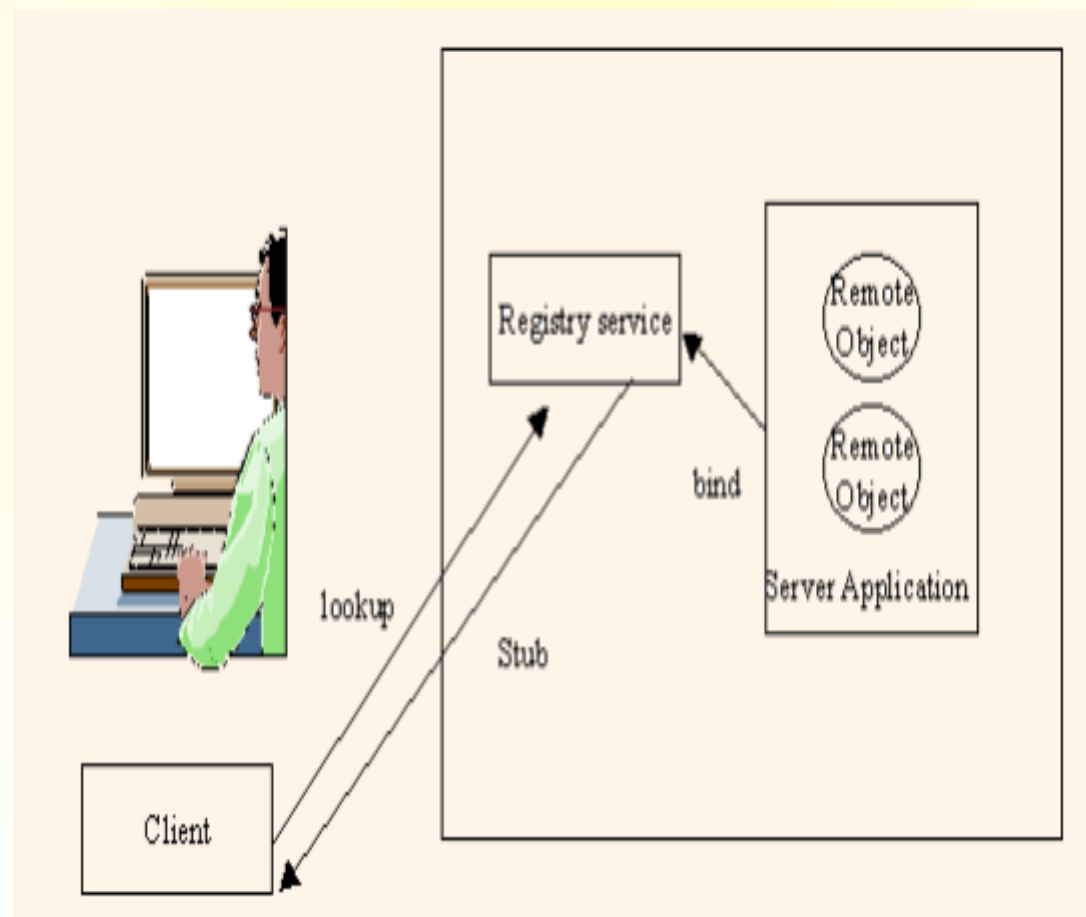 Remote
Object
Registry service
Remote
Object
bind
Server Application
lookup
Stub
Client